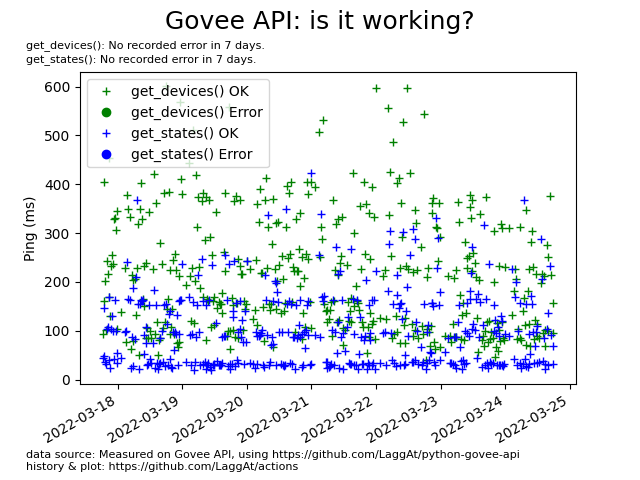 Govee API: is it working?
get_devices(): No recorded error in 7 days.
get_states(): No recorded error in 7 days.
get_devices() OK
get_devices() Error
get_states() OK
get_states() Error
Ping (ms)
600
500
400
300
200
100
0
2022-03-18
2022-03-19
2022-03-20
2022-03-21
2022-03-22
2022-03-23
2022-03-24
2022-03-25
data source: Measured on Govee API, using https://github.com/LaggAt/python-govee-api
history & plot: https://github.com/LaggAt/actions